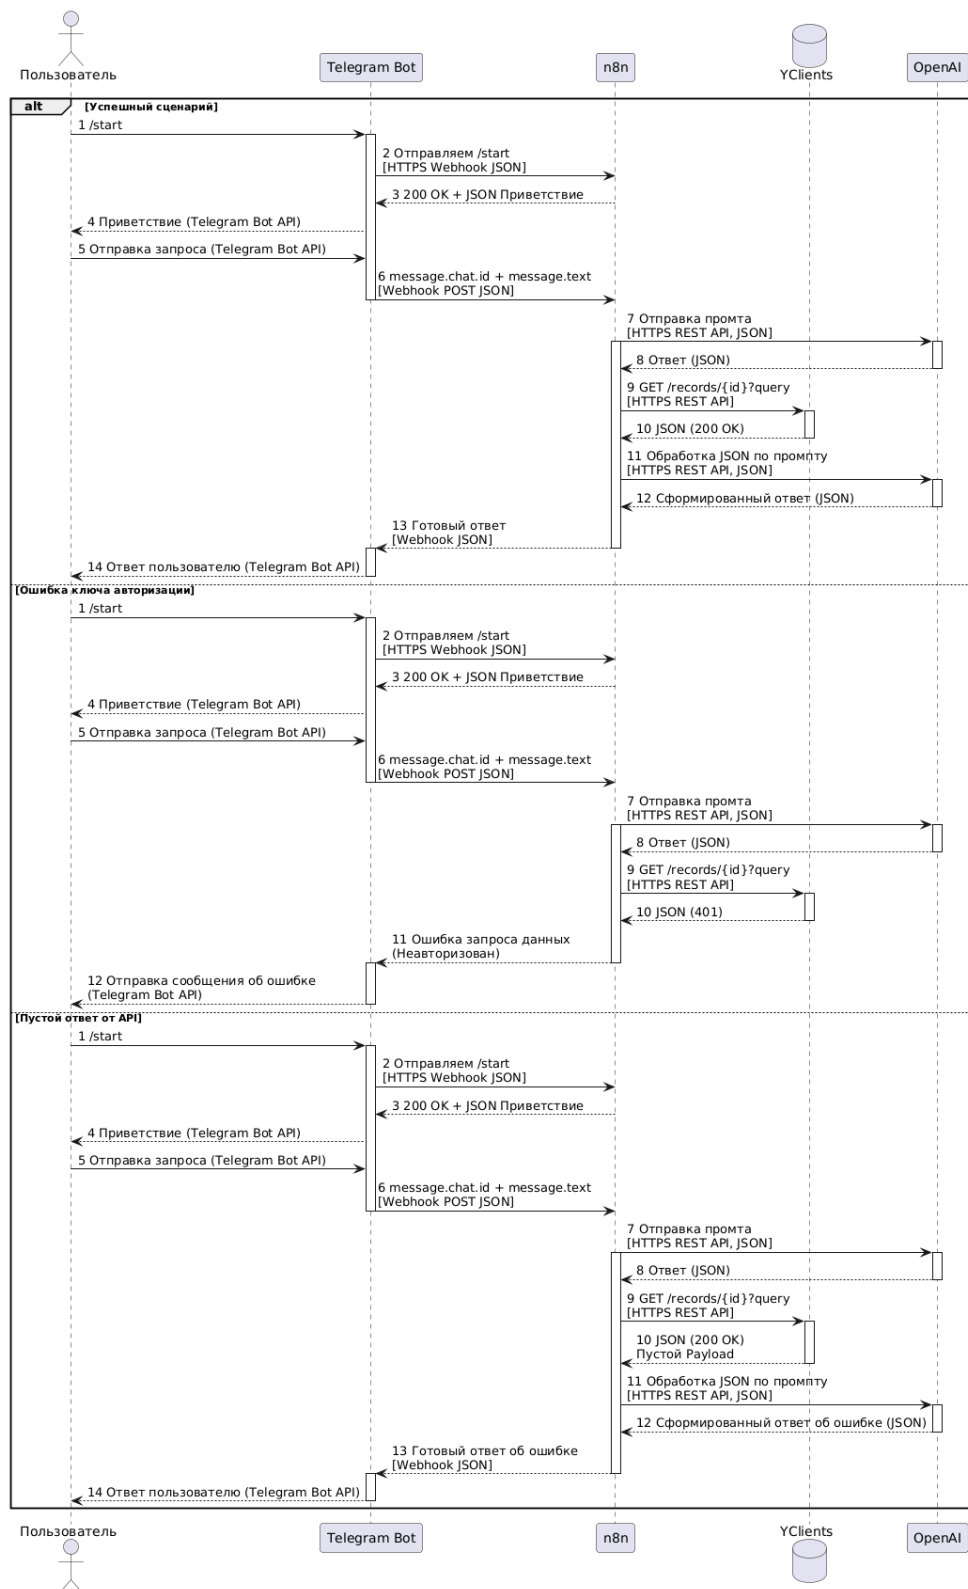 Пользователь
Telegram Bot
n8n
YClients
OpenAI
alt
[Успешный сценарий]
1 /start
2 Отправляем /start
[HTTPS Webhook JSON]
3 200 OK + JSON Приветствие
4 Приветствие (Telegram Bot API)
5 Отправка запроса (Telegram Bot API)
6 message.chat.id + message.text
[Webhook POST JSON]
7 Отправка промта
[HTTPS REST API, JSON]
8 Ответ (JSON)
9 GET /records/{id}?query
[HTTPS REST API]
10 JSON (200 OK)
11 Обработка JSON по промпту
[HTTPS REST API, JSON]
12 Сформированный ответ (JSON)
13 Готовый ответ
[Webhook JSON]
14 Ответ пользователю (Telegram Bot API)
[Ошибка ключа авторизации]
1 /start
2 Отправляем /start
[HTTPS Webhook JSON]
3 200 OK + JSON Приветствие
4 Приветствие (Telegram Bot API)
5 Отправка запроса (Telegram Bot API)
6 message.chat.id + message.text
[Webhook POST JSON]
7 Отправка промта
[HTTPS REST API, JSON]
8 Ответ (JSON)
9 GET /records/{id}?query
[HTTPS REST API]
10 JSON (401)
11 Ошибка запроса данных
(Неавторизован)
12 Отправка сообщения об ошибке
(Telegram Bot API)
[Пустой ответ от API]
1 /start
2 Отправляем /start
[HTTPS Webhook JSON]
3 200 OK + JSON Приветствие
4 Приветствие (Telegram Bot API)
5 Отправка запроса (Telegram Bot API)
6 message.chat.id + message.text
[Webhook POST JSON]
7 Отправка промта
[HTTPS REST API, JSON]
8 Ответ (JSON)
9 GET /records/{id}?query
[HTTPS REST API]
10 JSON (200 OK)
Пустой Payload
11 Обработка JSON по промпту
[HTTPS REST API, JSON]
12 Сформированный ответ об ошибке (JSON)
13 Готовый ответ об ошибке
[Webhook JSON]
14 Ответ пользователю (Telegram Bot API)
Пользователь
Telegram Bot
n8n
YClients
OpenAI